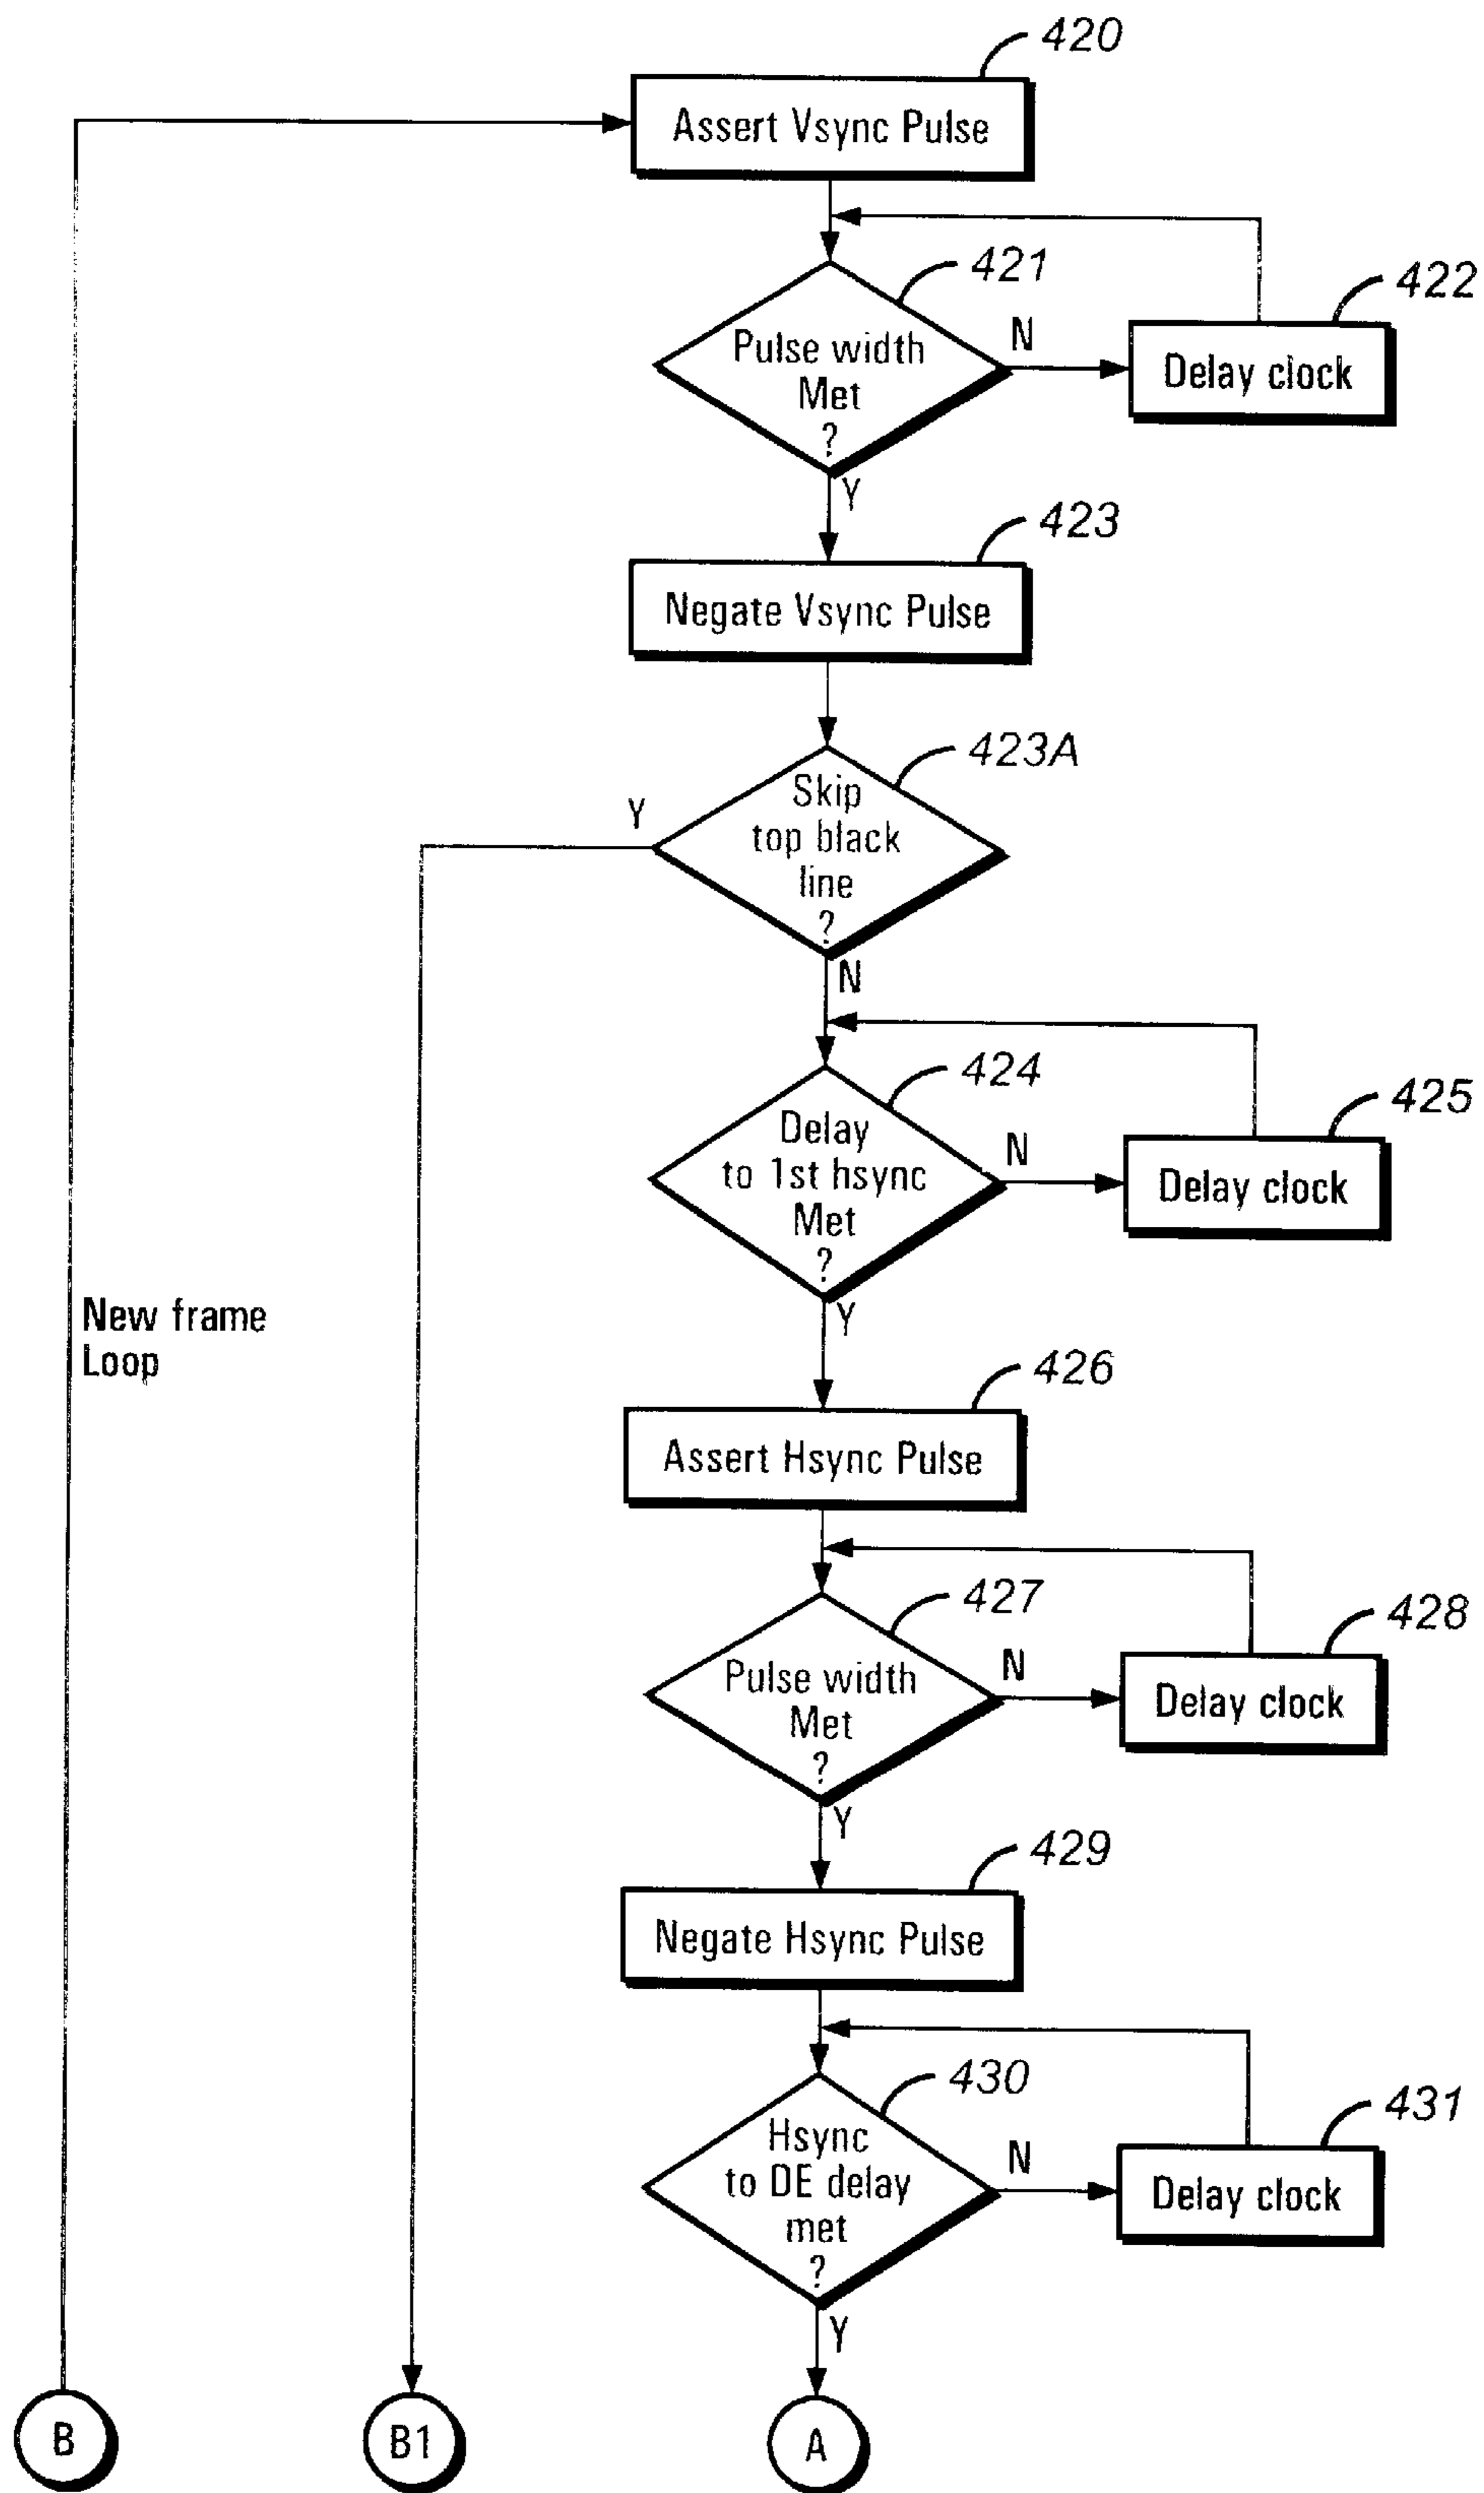 420
Assert Vsync Pulse
421
422
Pulse width
Met
?
N
Delay clock
Y
423
Negate Vsync Pulse
423A
Skip
top black
line
?
Y
N
424
425
Delay
to 1st hsync
Met
?
N
Delay clock
Y
New frame
Loop
426
Assert Hsync Pulse
427
428
Pulse width
Met
?
N
Delay clock
Y
429
Negate Hsync Pulse
430
431
Hsync
to DE delay
met
?
N
Delay clock
Y
B
B1
A